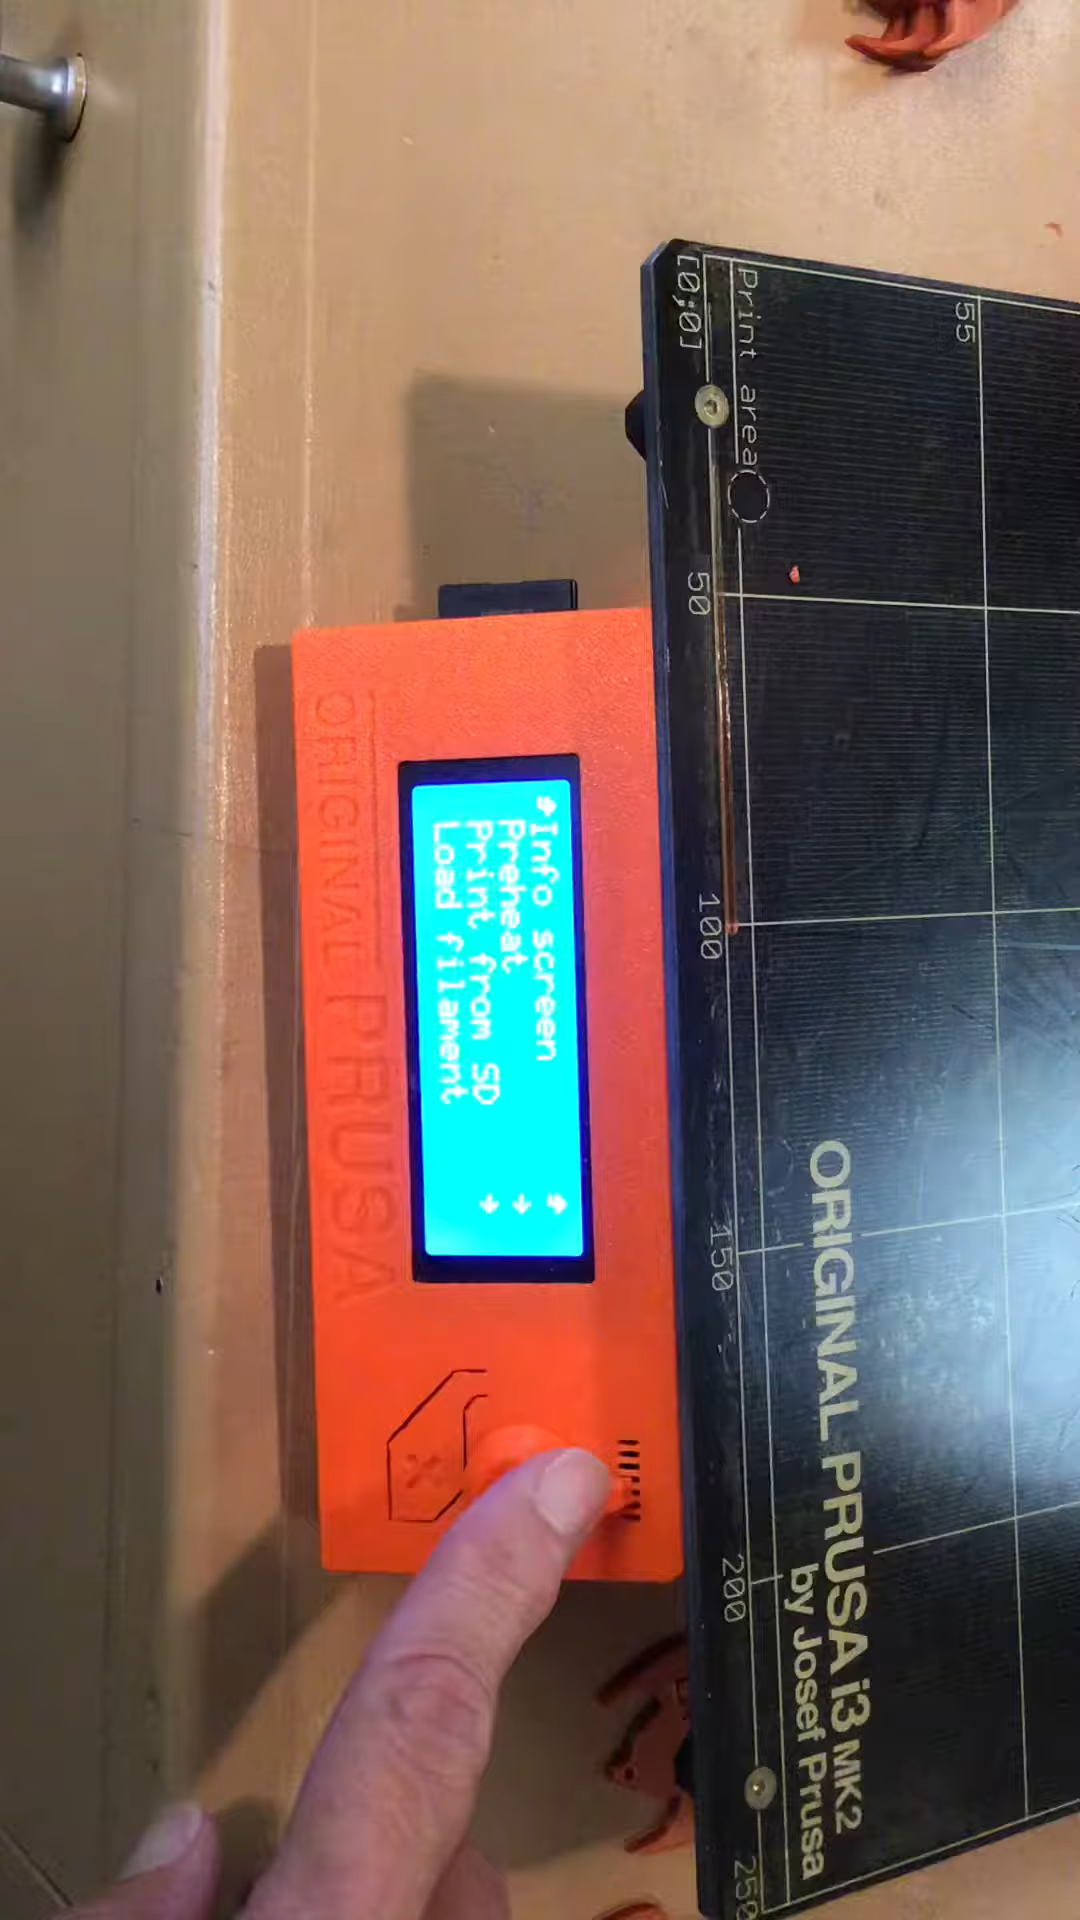 Info screen
Preheat
Print from SD
Load filament
ORIGINAL PRUSA
[0;0]
Print area
55
50
100
150
200
250
ORIGINAL PRUSA i3 MK2
by Josef Prusa